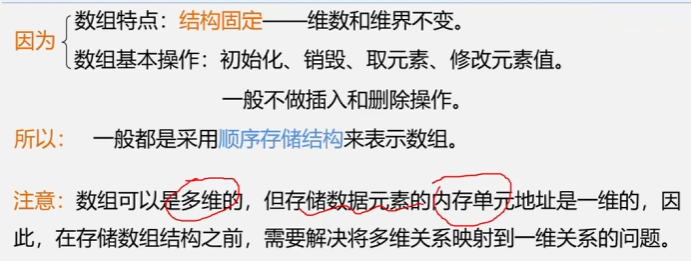 因为
数组特点：结构固定——维数和维界不变。
数组基本操作：初始化、销毁、取元素、修改元素值。
一般不做插入和删除操作。
所以： 一般都是采用顺序存储结构来表示数组。
注意：数组可以是多维的，但存储数据元素的内存单元地址是一维的，因
此，在存储数组结构之前，需要解决将多维关系映射到一维关系的问题。